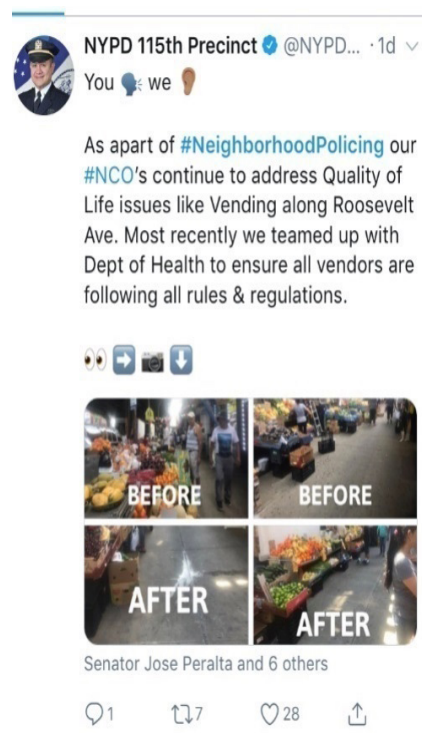 NYPD 115th Precinct @NYPD... · 1d
You 🗣 we 👂🏽
As apart of #NeighborhoodPolicing our
#NCO's continue to address Quality of
Life issues like Vending along Roosevelt
Ave. Most recently we teamed up with
Dept of Health to ensure all vendors are
following all rules & regulations.
👀 ➡️ 📷 ⬇️
BEFORE
BEFORE
AFTER
AFTER
Senator Jose Peralta and 6 others
1 7 28